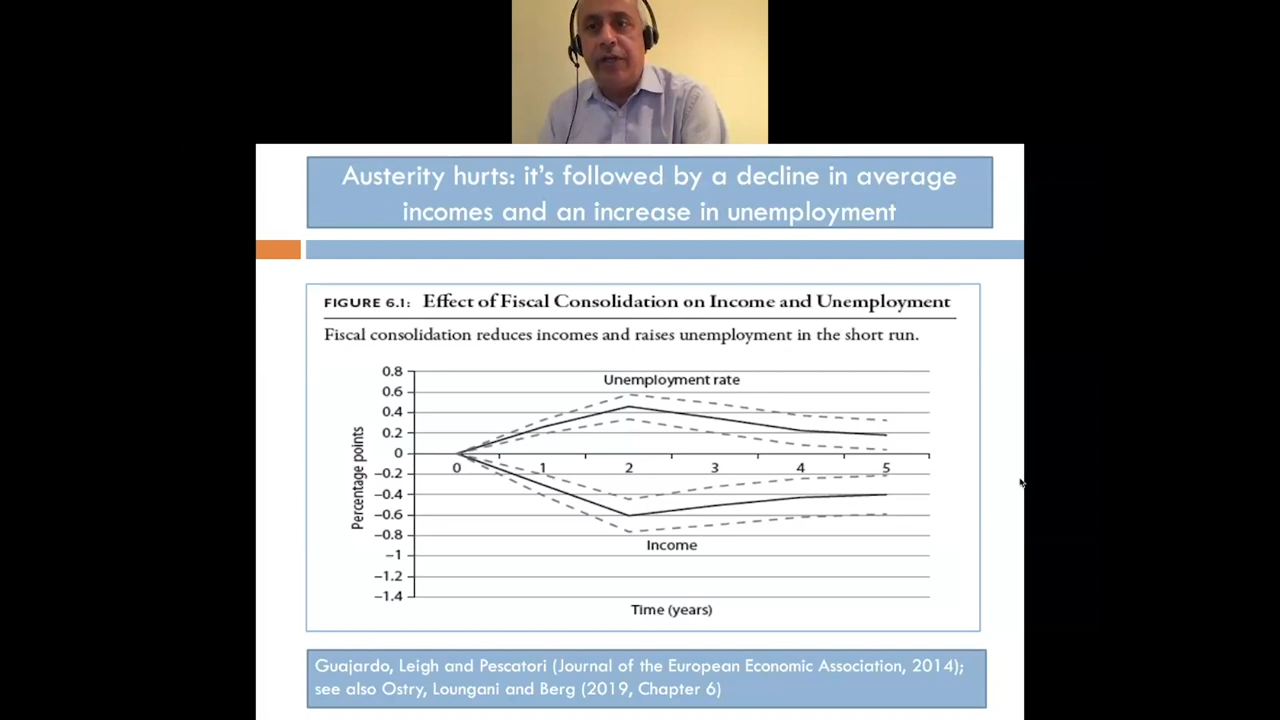 Austerity hurts: it’s followed by a decline in average
incomes and an increase in unemployment
FIGURE 6.1: Effect of Fiscal Consolidation on Income and Unemployment
Fiscal consolidation reduces incomes and raises unemployment in the short run.
0.8
Unemployment rate
0.6
0.4
0.2
0
0 1 2 3 4 5
−0.2
−0.4
−0.6
−0.8
Income
−1
−1.2
−1.4
Percentage points
Time (years)
Guajardo, Leigh and Pescatori (Journal of the European Economic Association, 2014);
see also Ostry, Loungani and Berg (2019, Chapter 6)